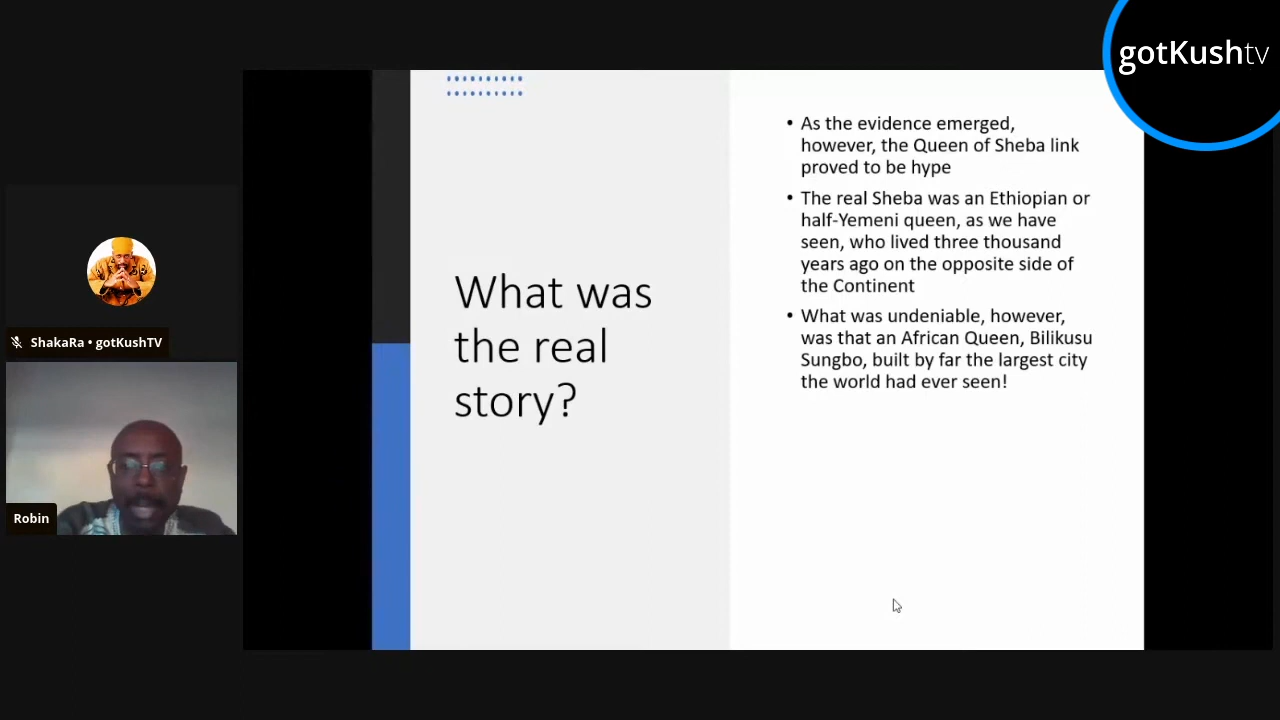 gotKushtv
What was
the real
story?
• As the evidence emerged,
however, the Queen of Sheba link
proved to be hype
• The real Sheba was an Ethiopian or
half-Yemeni queen, as we have
seen, who lived three thousand
years ago on the opposite side of
the Continent
• What was undeniable, however,
was that an African Queen, Bilikusu
Sungbo, built by far the largest city
the world had ever seen!
ShakaRa • gotKushTV
Robin